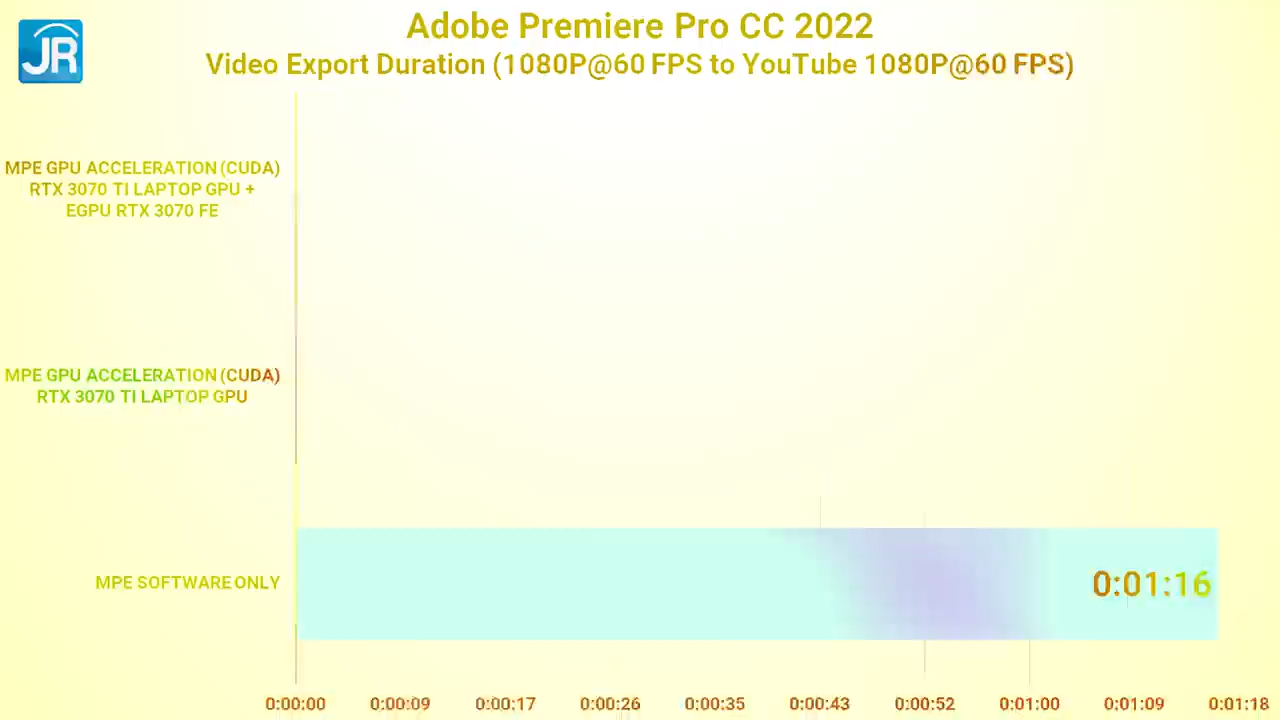 JR
Adobe Premiere Pro CC 2022
Video Export Duration (1080P@60 FPS to YouTube 1080P@60 FPS)
MPE GPU ACCELERATION (CUDA)
RTX 3070 TI LAPTOP GPU +
EGPU RTX 3070 FE
MPE GPU ACCELERATION (CUDA)
RTX 3070 TI LAPTOP GPU
MPE SOFTWARE ONLY
0:01:16
0:00:00 0:00:09 0:00:17 0:00:26 0:00:35 0:00:43 0:00:52 0:01:00 0:01:09 0:01:18